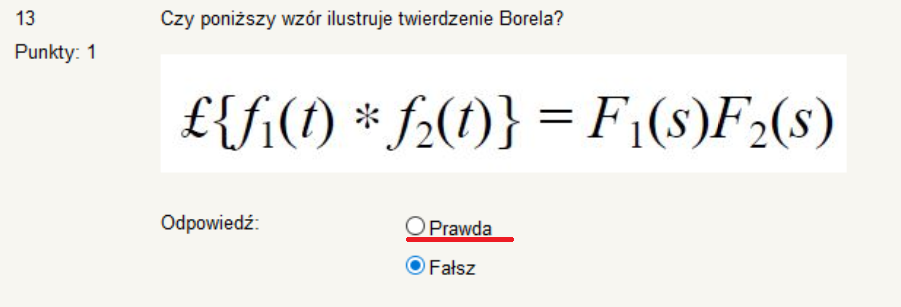 13
Czy poniższy wzór ilustruje twierdzenie Borela?
Punkty: 1
£{f₁(t) * f₂(t)} = F₁(s)F₂(s)
Odpowiedź:
Prawda
Fałsz